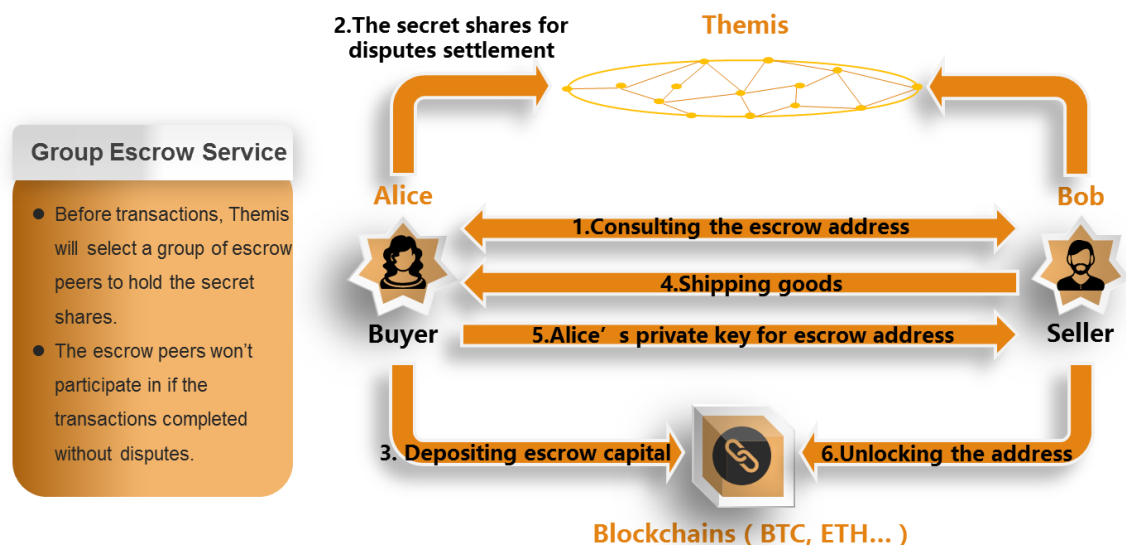 2.The secret shares for
disputes settlement
Themis
Group Escrow Service
● Before transactions, Themis
will select a group of escrow
peers to hold the secret
shares.
● The escrow peers won't
participate in if the
transactions completed
without disputes.
Alice
Bob
1.Consulting the escrow address
4.Shipping goods
5.Alice’s private key for escrow address
Buyer
Seller
3. Depositing escrow capital
6.Unlocking the address
Blockchains ( BTC, ETH... )